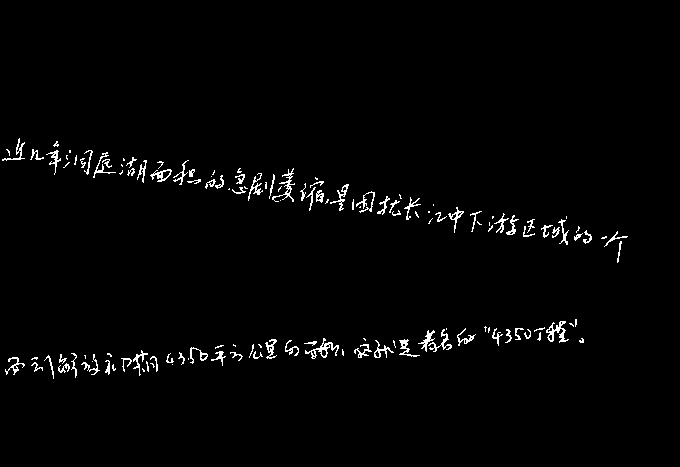 近几年洞庭湖面积的急剧萎缩,是困扰长江中下游区域的一个
而到解放初期4350平方公里的面积,这就是著名的“4350工程”。